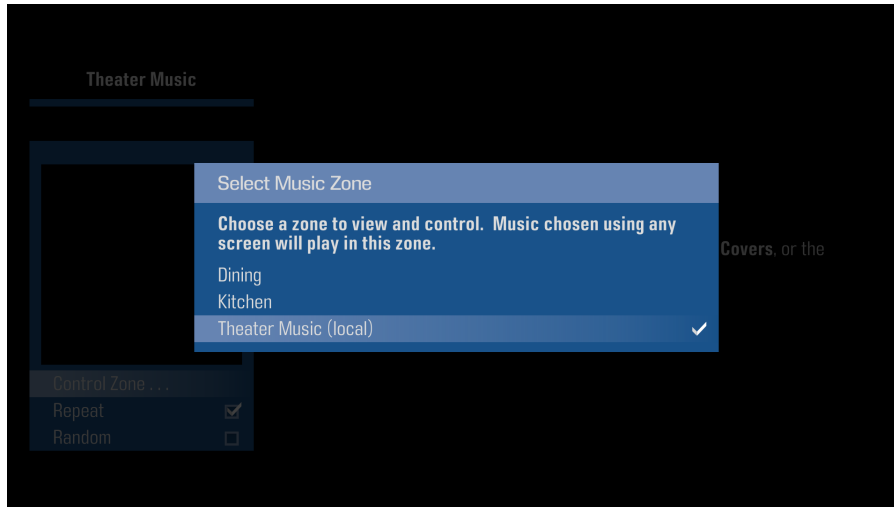 Theater Music
Select Music Zone
Choose a zone to view and control.  Music chosen using any
screen will play in this zone.
Covers, or the
Dining
Kitchen
Theater Music (local)
Control Zone . . .
Repeat
Random